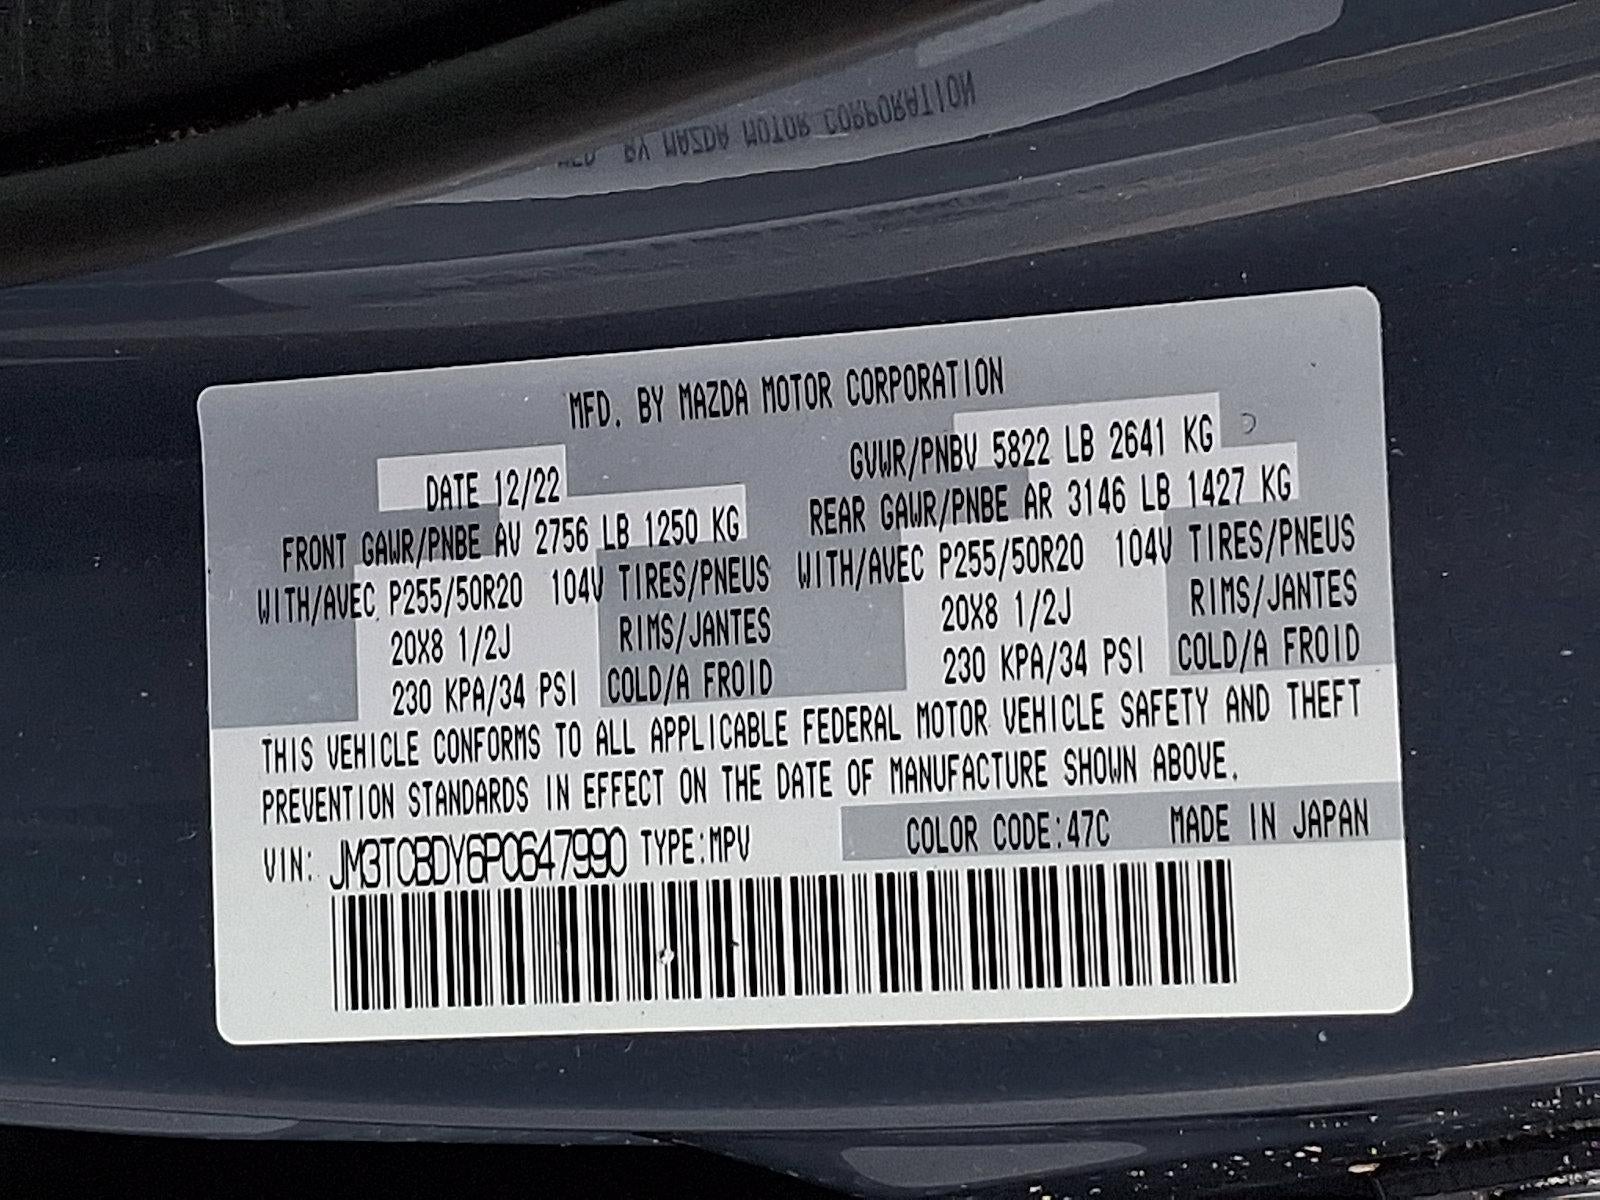 MFD. BY MAZDA MOTOR CORPORATION
MFD. BY MAZDA MOTOR CORPORATION
DATE 12/22 GVWR/PNBV 5822 LB 2641 KG
FRONT GAWR/PNBE AV 2756 LB 1250 KG REAR GAWR/PNBE AR 3146 LB 1427 KG
WITH/AVEC P255/50R20 104V TIRES/PNEUS WITH/AVEC P255/50R20 104V TIRES/PNEUS
20X8 1/2J RIMS/JANTES 20X8 1/2J RIMS/JANTES
230 KPA/34 PSI COLD/A FROID 230 KPA/34 PSI COLD/A FROID
THIS VEHICLE CONFORMS TO ALL APPLICABLE FEDERAL MOTOR VEHICLE SAFETY AND THEFT
PREVENTION STANDARDS IN EFFECT ON THE DATE OF MANUFACTURE SHOWN ABOVE.
VIN: JM3TCBDY6P0647990 TYPE:MPV COLOR CODE:47C MADE IN JAPAN